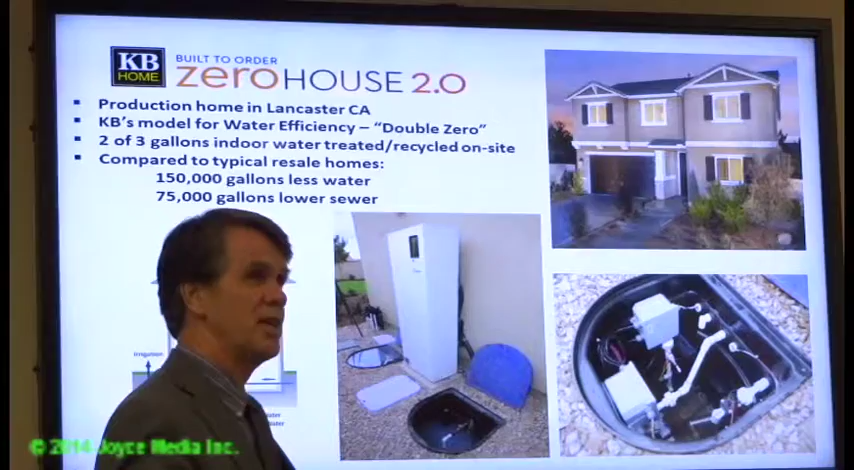 KB
HOME
BUILT TO ORDER
zeroHOUSE 2.0
Production home in Lancaster CA
KB's model for Water Efficiency – "Double Zero"
2 of 3 gallons indoor water treated/recycled on-site
Compared to typical resale homes:
150,000 gallons less water
75,000 gallons lower sewer
Irrigation
Water
water
© 2014 Joyce Media Inc.